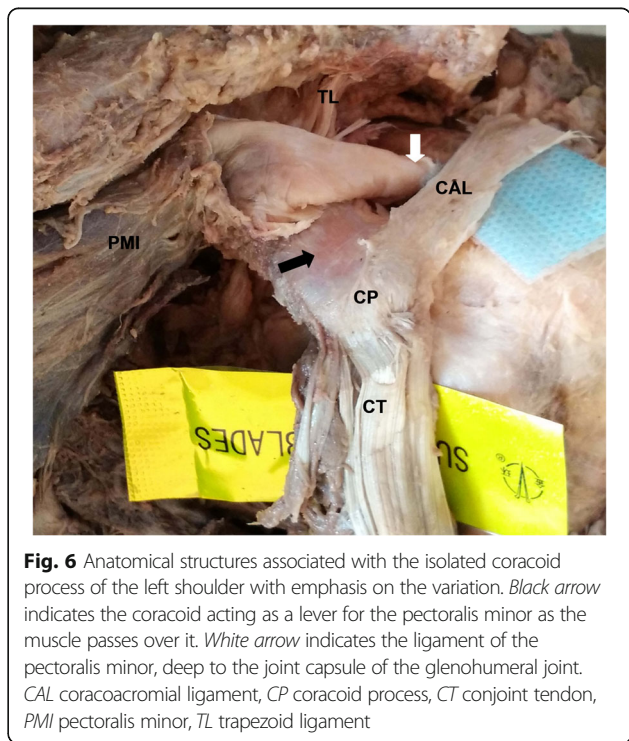 TL
CAL
PMI
CP
CT
BLADES
SU
Fig. 6 Anatomical structures associated with the isolated coracoid
process of the left shoulder with emphasis on the variation. Black arrow
indicates the coracoid acting as a lever for the pectoralis minor as the
muscle passes over it. White arrow indicates the ligament of the
pectoralis minor, deep to the joint capsule of the glenohumeral joint.
CAL coracoacromial ligament, CP coracoid process, CT conjoint tendon,
PMI pectoralis minor, TL trapezoid ligament